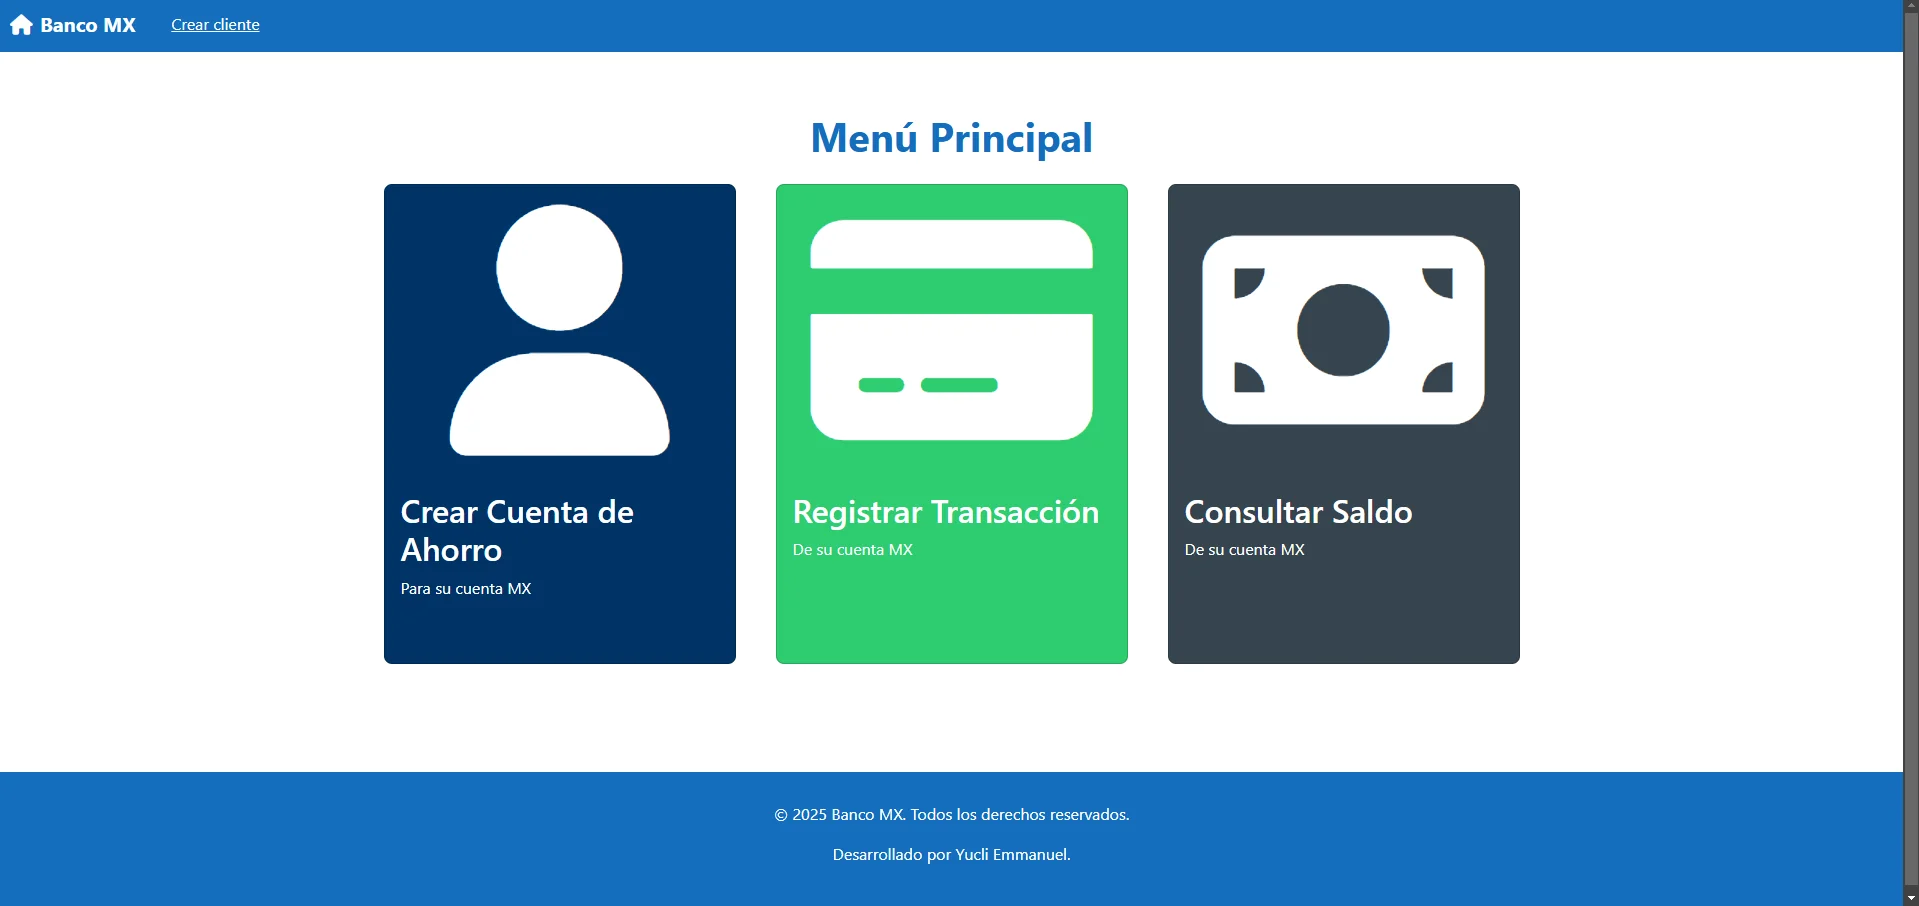 Banco MX
Crear cliente
Menú Principal
Crear Cuenta de
Ahorro
Para su cuenta MX
Registrar Transacción
De su cuenta MX
Consultar Saldo
De su cuenta MX
© 2025 Banco MX. Todos los derechos reservados.
Desarrollado por Yucli Emmanuel.